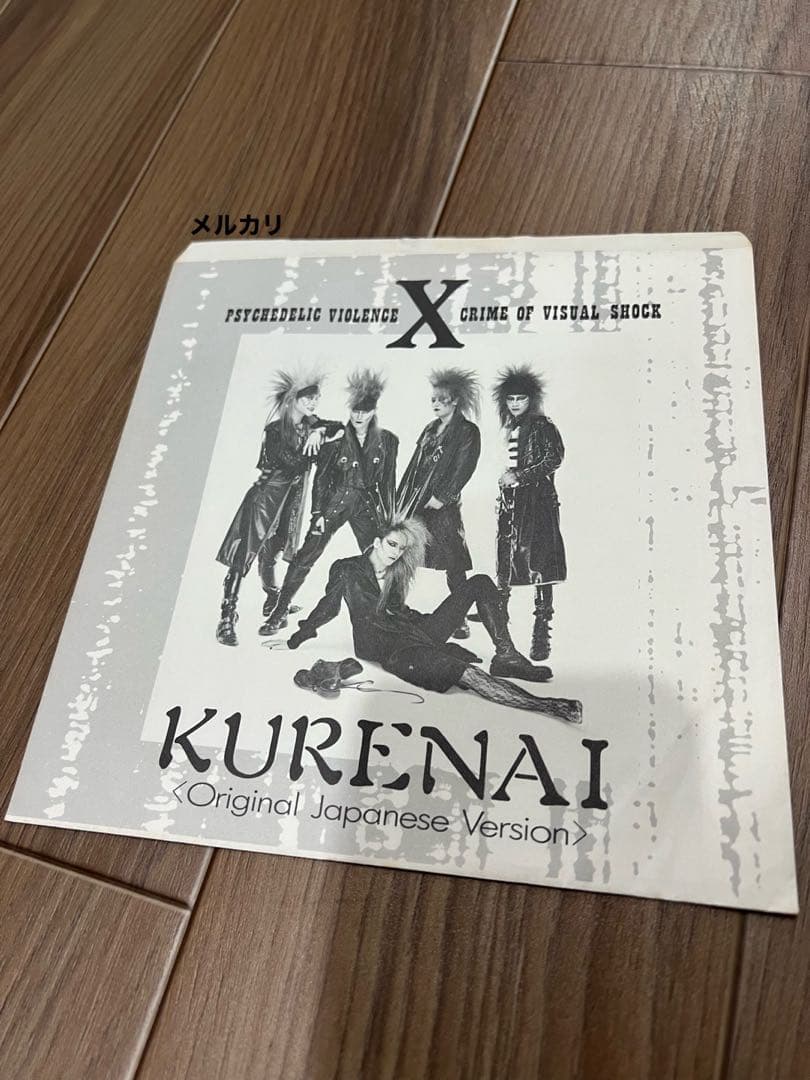 メルカリ
PSYCHEDELIC VIOLENCE X CRIME OF VISUAL SHOCK
KURENAI
<Original Japanese Version>